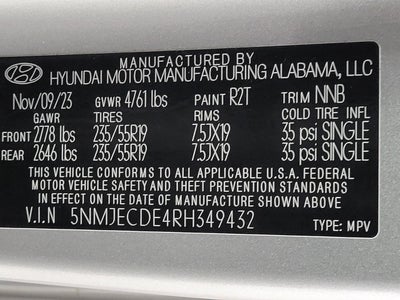 MANUFACTURED BY
HYUNDAI MOTOR MANUFACTURING ALABAMA, LLC
Nov/09/23 GVWR 4761 lbs PAINT R2T TRIM NNB
GAWR TIRES RIMS COLD TIRE INFL
FRONT 2778 lbs 235/55R19 7.5JX19 35 psi SINGLE
REAR 2646 lbs 235/55R19 7.5JX19 35 psi SINGLE
THIS VEHICLE CONFORMS TO ALL APPLICABLE U.S.A. FEDERAL
MOTOR VEHICLE SAFETY AND THEFT PREVENTION STANDARDS
IN EFFECT ON THE DATE OF MANUFACTURE SHOWN ABOVE
V.I.N 5NMJECDE4RH349432 TYPE: MPV